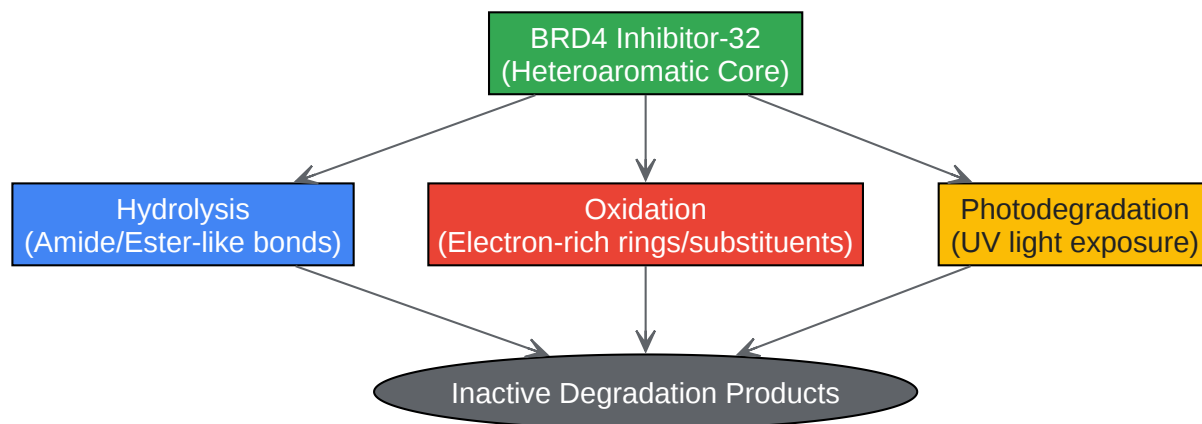 BRD4 Inhibitor-32
(Heteroaromatic Core)
Hydrolysis
(Amide/Ester-like bonds)
Oxidation
(Electron-rich rings/substituents)
Photodegradation
(UV light exposure)
Inactive Degradation Products